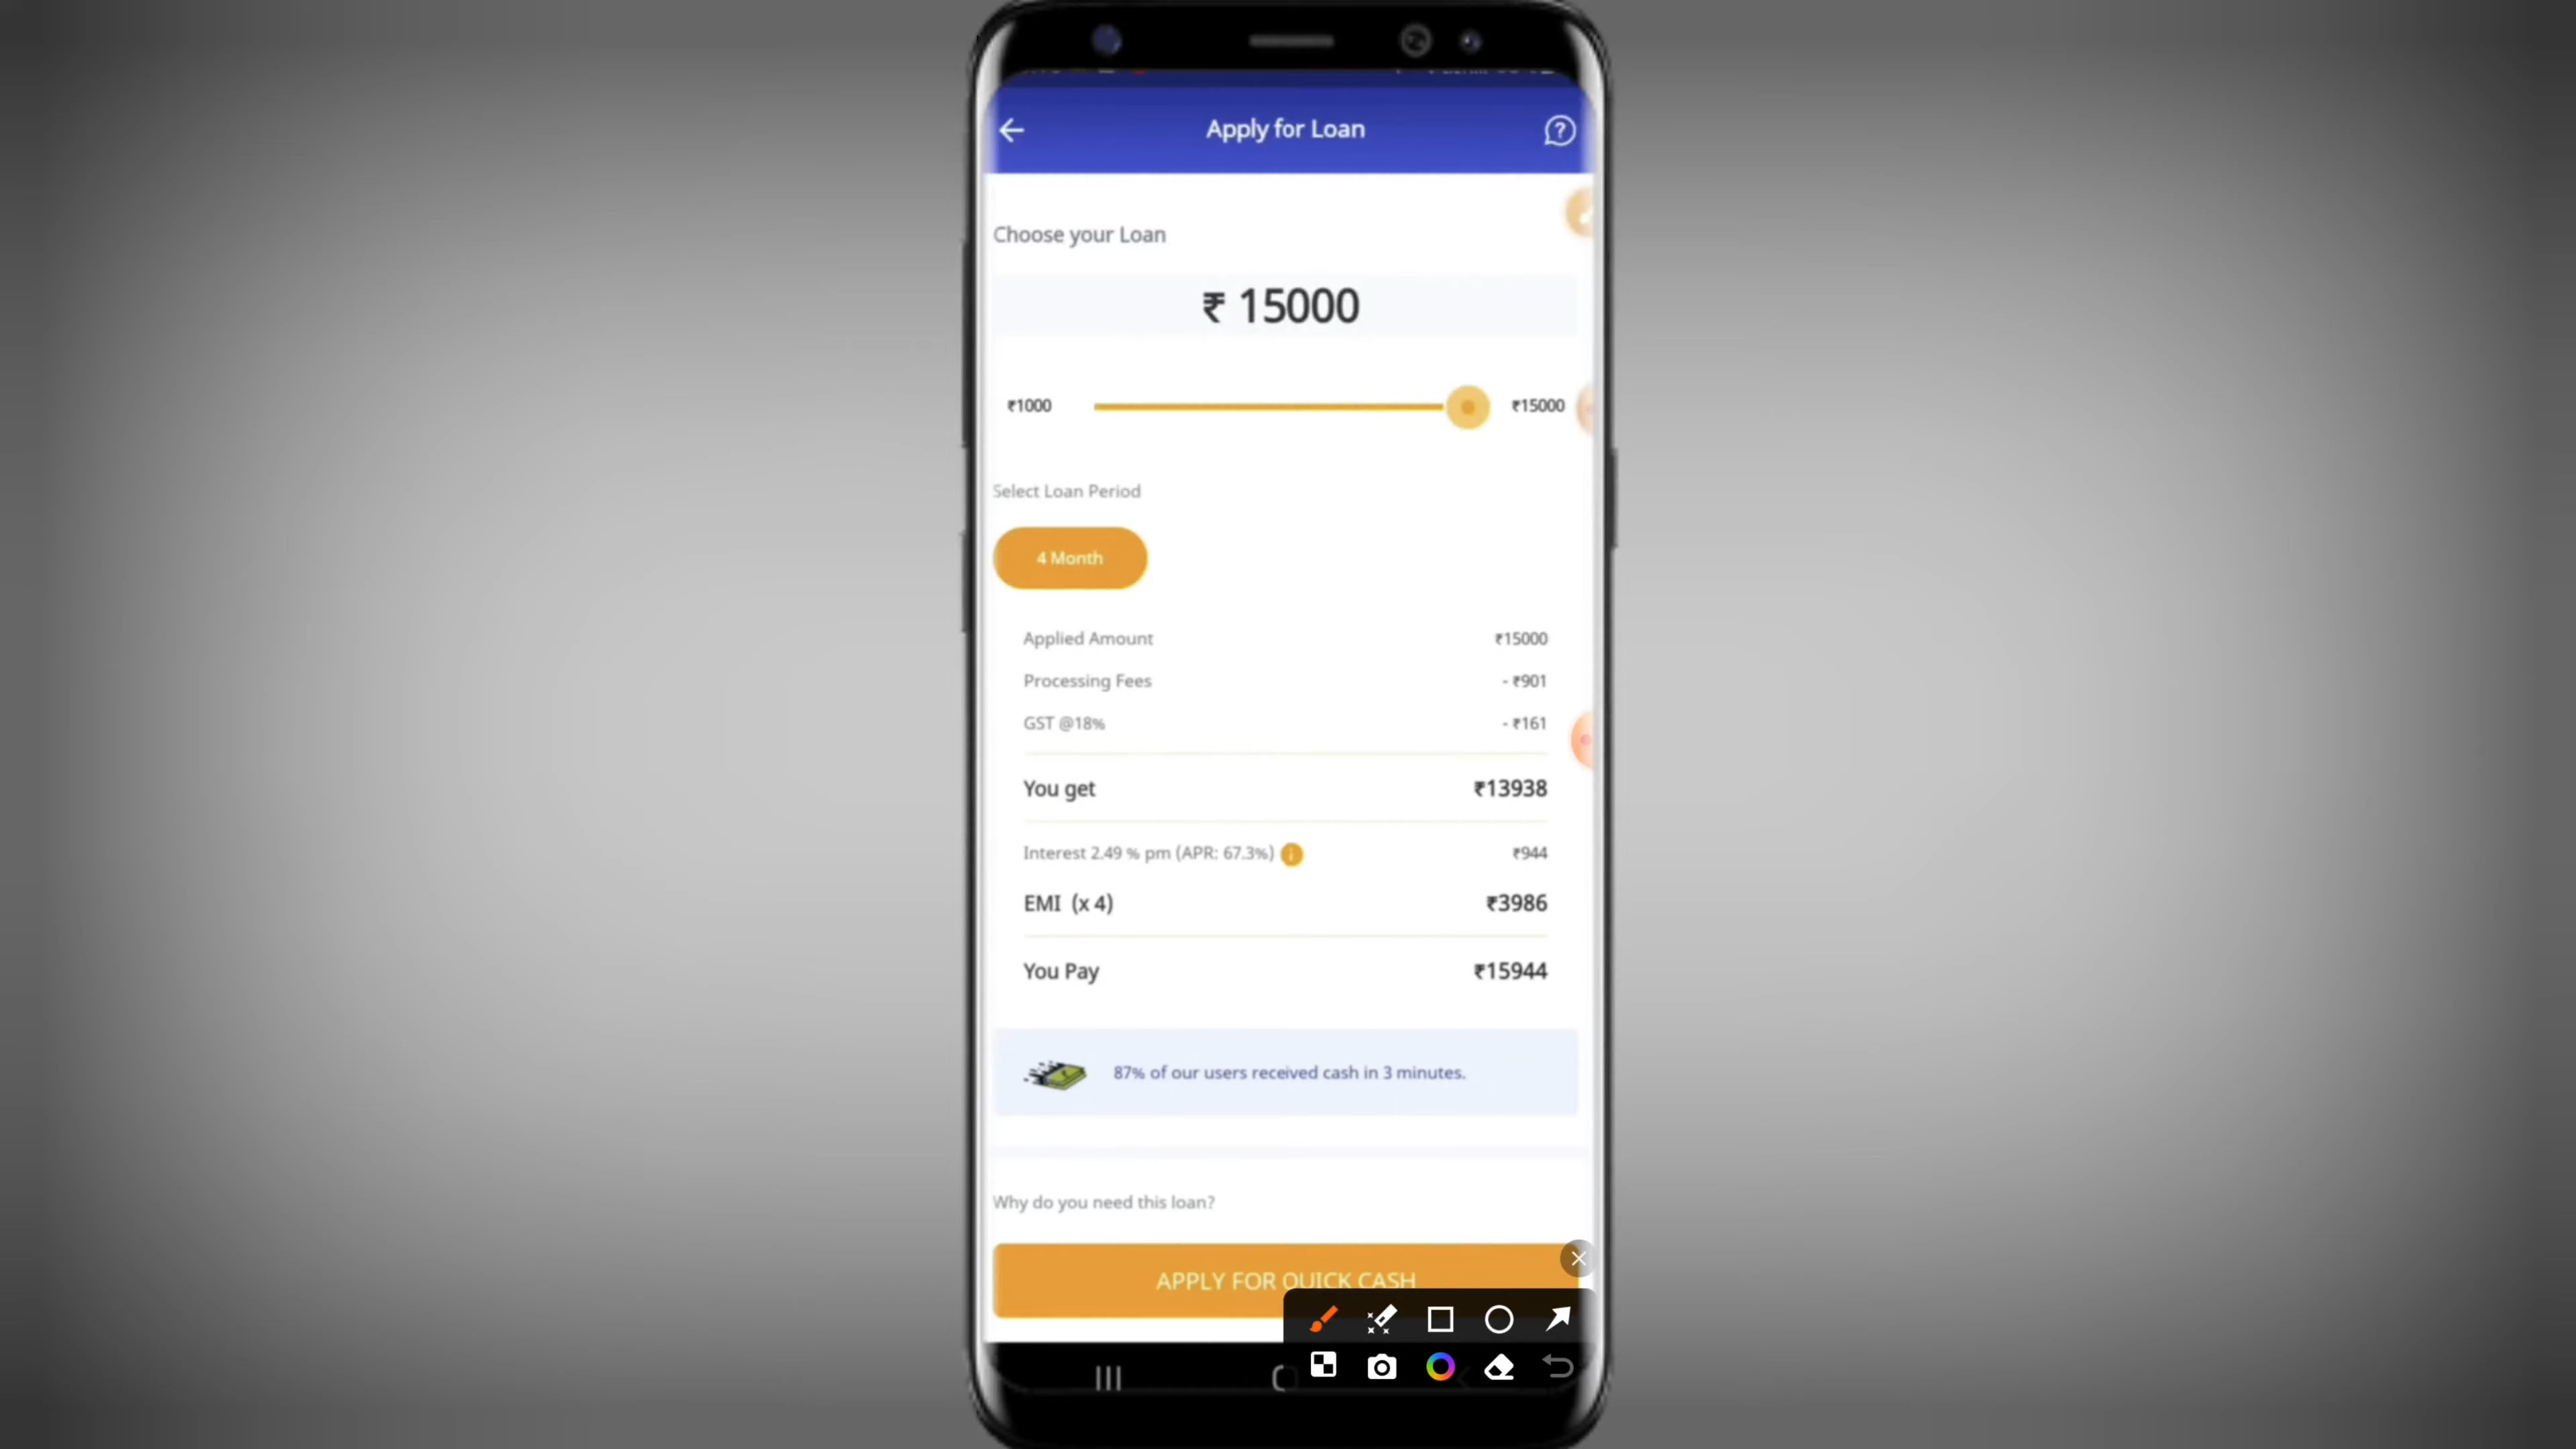 Apply for Loan
Choose your Loan
₹ 15000
₹1000 ₹15000
Select Loan Period
4 Month
Applied Amount ₹15000
Processing Fees - ₹901
GST @18% - ₹161
You get ₹13938
Interest 2.49 % pm (APR: 67.3%) i ₹944
EMI (x 4) ₹3986
You Pay ₹15944
87% of our users received cash in 3 minutes.
Why do you need this loan?
APPLY FOR QUICK CASH